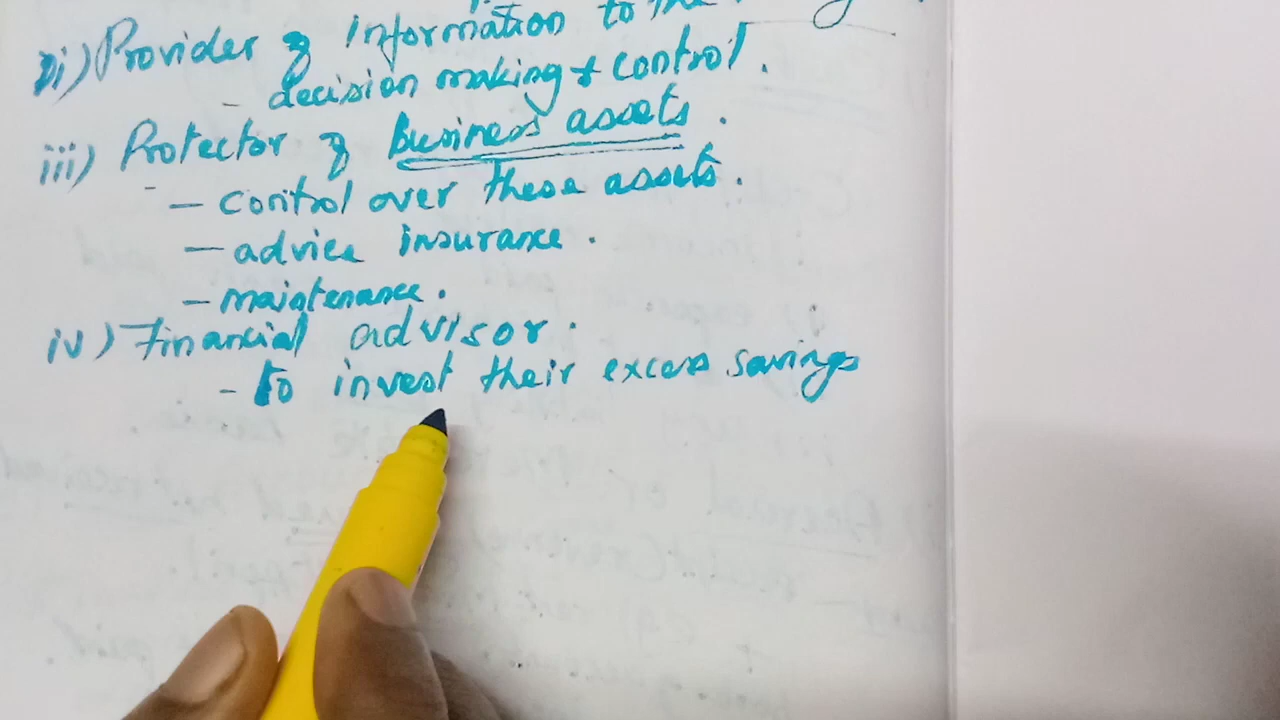 ii) Provider of Information to the
- decision making & control.
iii) Protector of business assets.
- control over these assets.
- advice insurance.
- maintenance.
iv) Financial advisor.
- to invest their excess savings